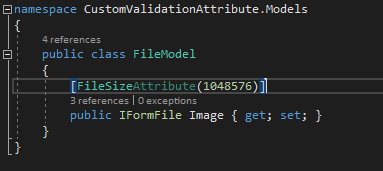 namespace CustomValidationAttribute.Models
{
4 references
public class FileModel
{
[FileSizeAttribute(1048576)]
3 references | 0 exceptions
public IFormFile Image { get; set; }
}
}